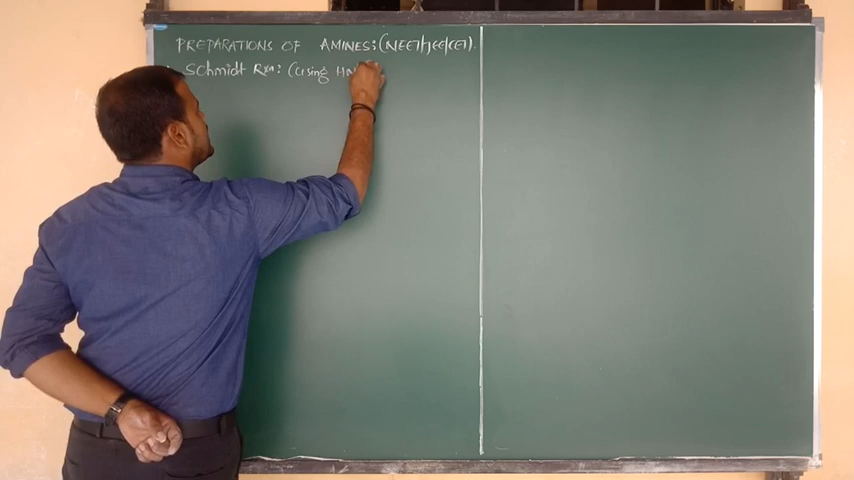 PREPARATIONS OF AMINES:(NEET/JEE/CET).
Schmidt Rxn: (Using HN